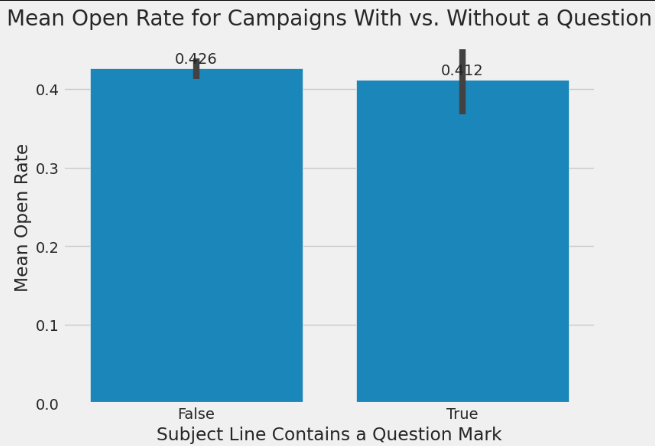 Mean Open Rate for Campaigns With vs. Without a Question
0.426
0.412
0.4
0.3
0.2
0.1
0.0
Mean Open Rate
False
True
Subject Line Contains a Question Mark